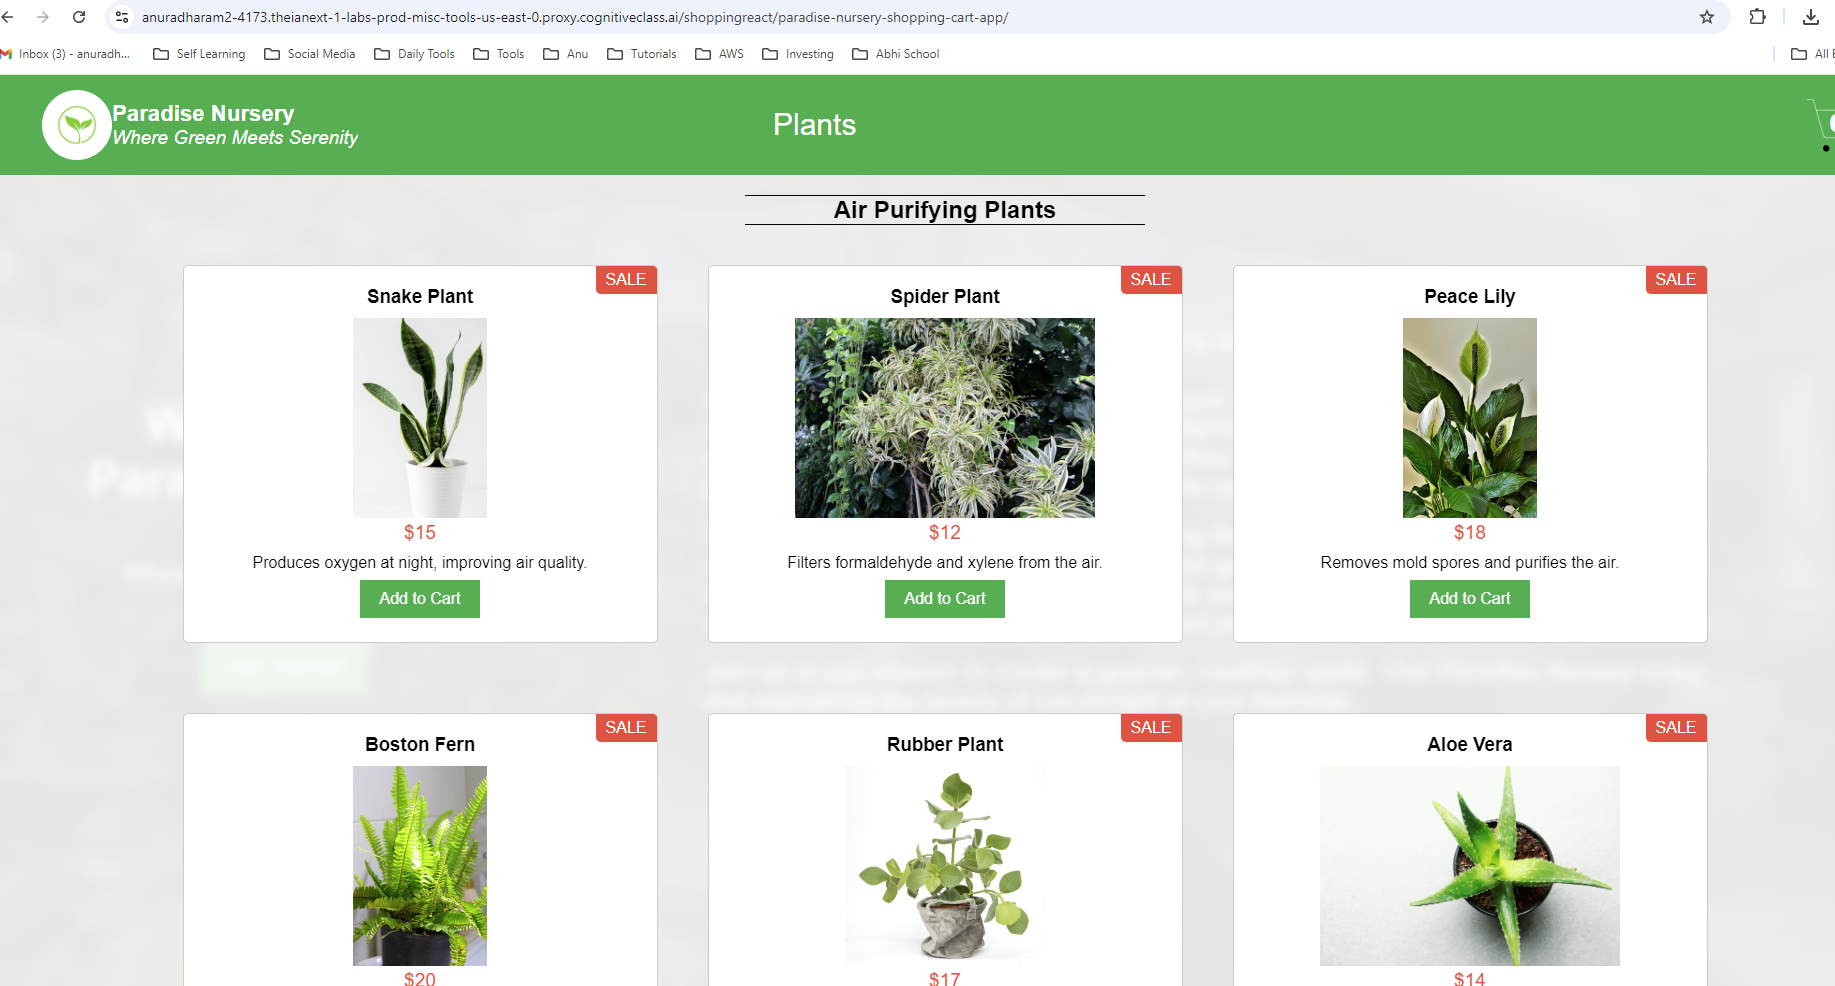 anuradharam2-4173.theianext-1-labs-prod-misc-tools-us-east-0.proxy.cognitiveclass.ai/shoppingreact/paradise-nursery-shopping-cart-app/
Inbox (3) - anuradh... Self Learning Social Media Daily Tools Tools Anu Tutorials AWS Investing Abhi School All
Paradise Nursery
Where Green Meets Serenity
Plants
Air Purifying Plants
SALE
Snake Plant
$15
Produces oxygen at night, improving air quality.
Add to Cart
SALE
Spider Plant
$12
Filters formaldehyde and xylene from the air.
Add to Cart
SALE
Peace Lily
$18
Removes mold spores and purifies the air.
Add to Cart
SALE
Boston Fern
$20
SALE
Rubber Plant
$17
SALE
Aloe Vera
$14